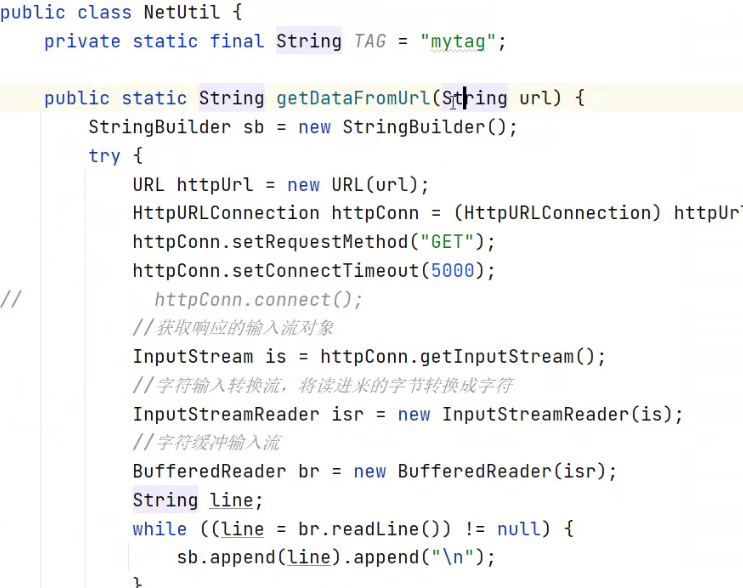 public class NetUtil {
    private static final String TAG = "mytag";
    public static String getDataFromUrl(String url) {
        StringBuilder sb = new StringBuilder();
        try {
            URL httpUrl = new URL(url);
            HttpURLConnection httpConn = (HttpURLConnection) httpUrl
            httpConn.setRequestMethod("GET");
            httpConn.setConnectTimeout(5000);
//            httpConn.connect();
            //获取响应的输入流对象
            InputStream is = httpConn.getInputStream();
            //字符输入转换流，将读进来的字节转换成字符
            InputStreamReader isr = new InputStreamReader(is);
            //字符缓冲输入流
            BufferedReader br = new BufferedReader(isr);
            String line;
            while ((line = br.readLine()) != null) {
                sb.append(line).append("\n");
            }